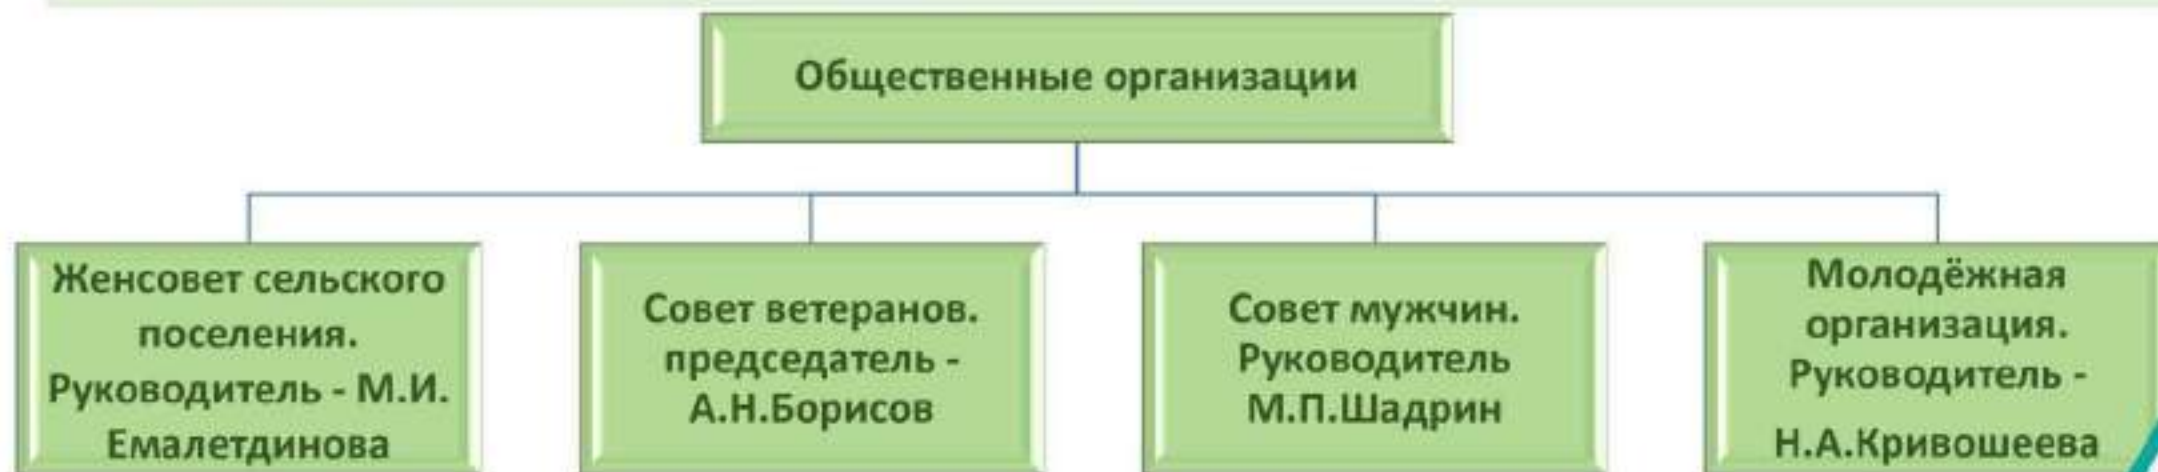 Общественные организации
Женсовет сельского
поселения.
Руководитель - М.И.
Емалетдинова
Совет ветеранов.
председатель -
А.Н.Борисов
Совет мужчин.
Руководитель
М.П.Шадрин
Молодёжная
организация.
Руководитель -
Н.А.Кривошеева